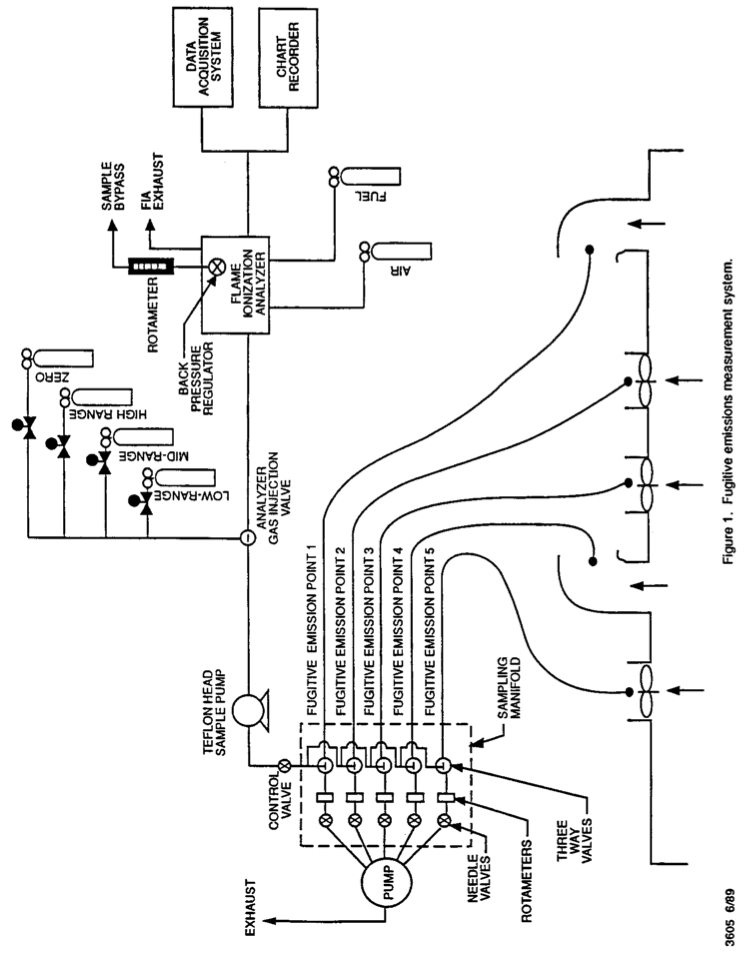 DATA
ACQUISITION
SYSTEM
CHART
RECORDER
SAMPLE
BYPASS
FIA
EXHAUST
ROTAMETER
FLAME
IONIZATION
ANALYZER
BACK
PRESSURE
REGULATOR
FUEL
AIR
ZERO
HIGH RANGE
MID-RANGE
LOW-RANGE
ANALYZER
GAS INJECTION
VALVE
TEFLON HEAD
SAMPLE PUMP
CONTROL
VALVE
FUGITIVE EMISSION POINT 1
FUGITIVE EMISSION POINT 2
FUGITIVE EMISSION POINT 3
FUGITIVE EMISSION POINT 4
FUGITIVE EMISSION POINT 5
SAMPLING
MANIFOLD
EXHAUST
PUMP
NEEDLE
VALVES
ROTAMETERS
THREE
WAY
VALVES
3605 6/89
Figure 1. Fugitive emissions measurement system.